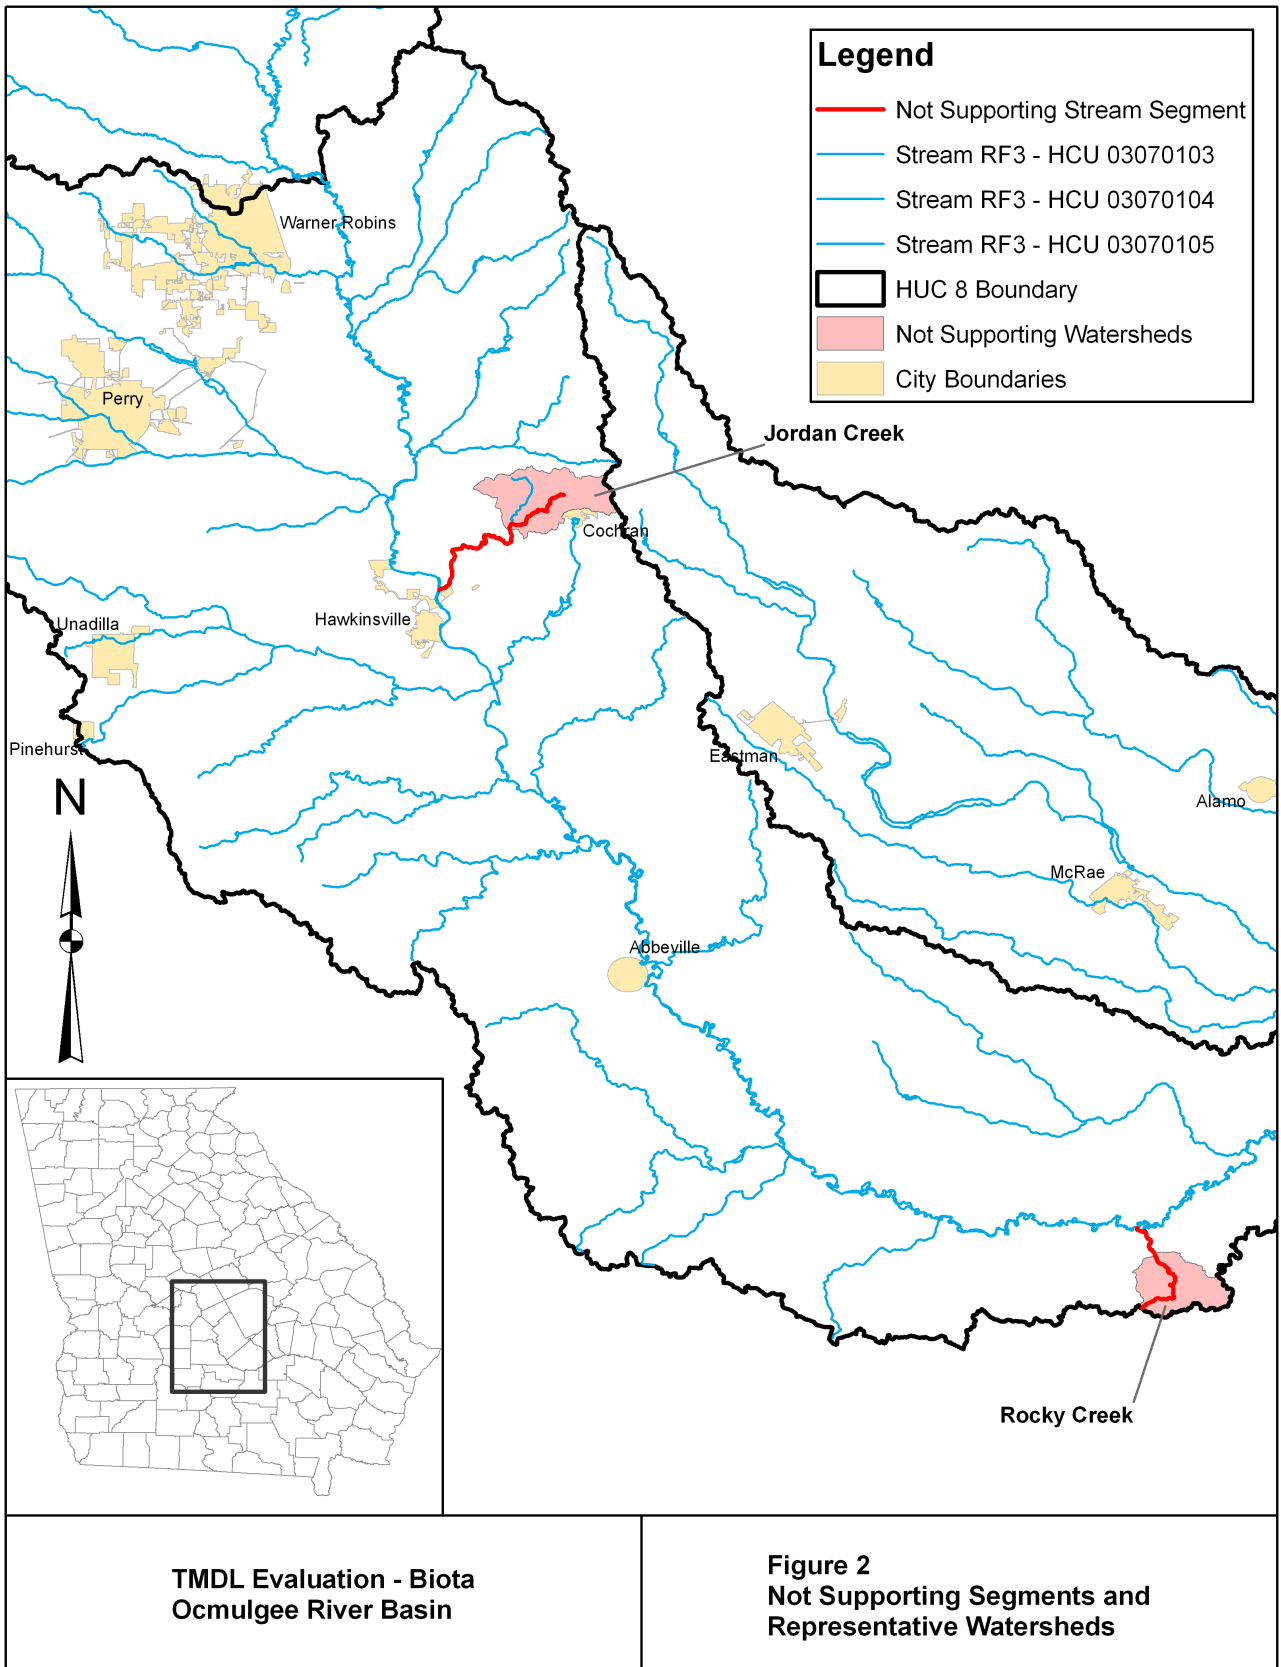 Legend
Not Supporting Stream Segment
Stream RF3 - HCU 03070103
Stream RF3 - HCU 03070104
Stream RF3 - HCU 03070105
HUC 8 Boundary
Not Supporting Watersheds
City Boundaries
Warner Robins
Perry
Jordan Creek
Cochran
Hawkinsville
Unadilla
Pinehurst
Eastman
N
Alamo
McRae
Abbeville
Rocky Creek
TMDL Evaluation - Biota
Ocmulgee River Basin
Figure 2
Not Supporting Segments and
Representative Watersheds